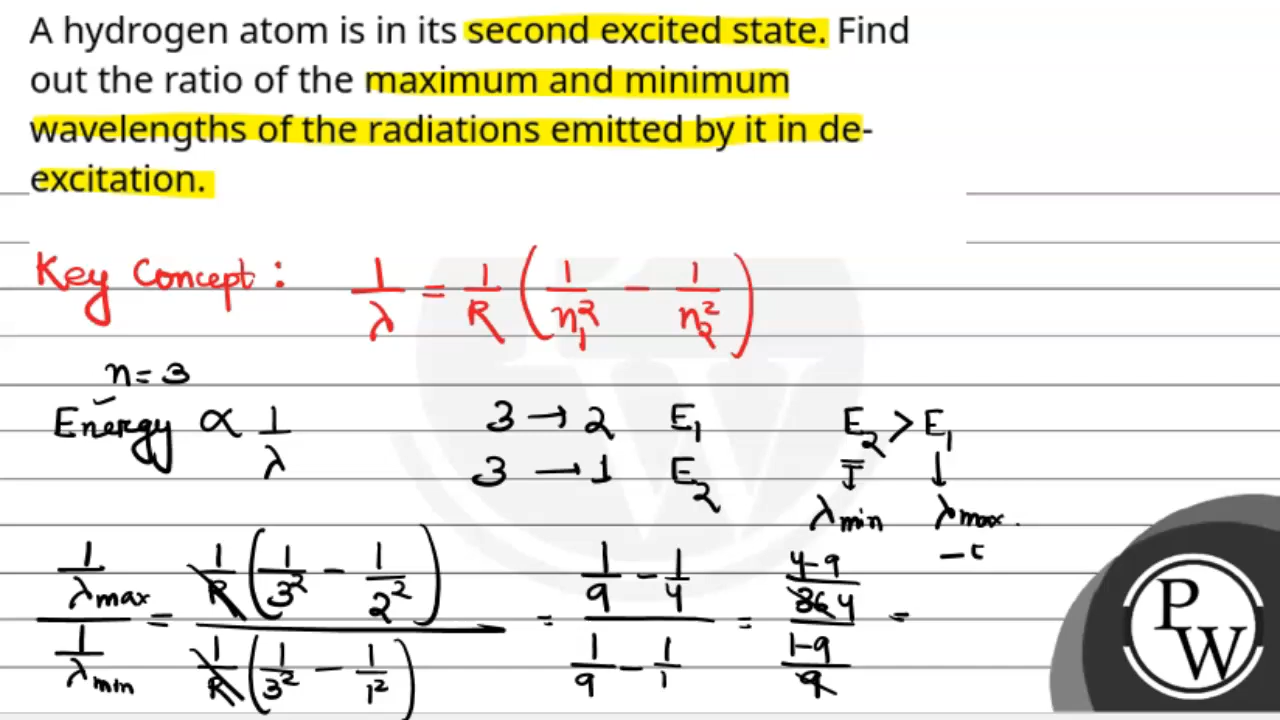 A hydrogen atom is in its second excited state. Find
out the ratio of the maximum and minimum
wavelengths of the radiations emitted by it in de-
excitation.
Key Concept : 1/λ = 1/R (1/n₁² - 1/n₂²)
n = 3
Energy ∝ 1/λ 3 → 2 E₁ E₂ > E₁
3 → 1 E₂ λmin λmax.
(1/λmax)/(1/λmin) = (1/R (1/3² - 1/2²))/(1/R (1/3² - 1/1²)) = (1/9 - 1/4)/(1/9 - 1/1) = ((4-9)/36 4)/((1-9)/9) =
-5
PW